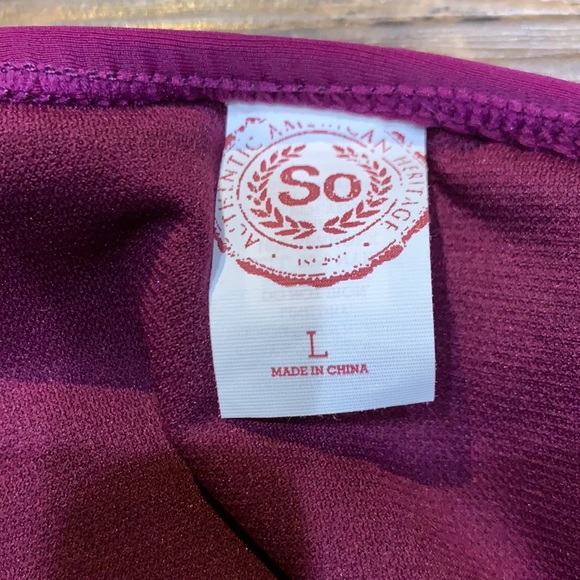 AUTHENTIC AMERICAN HERITAGE
So
L
MADE IN CHINA